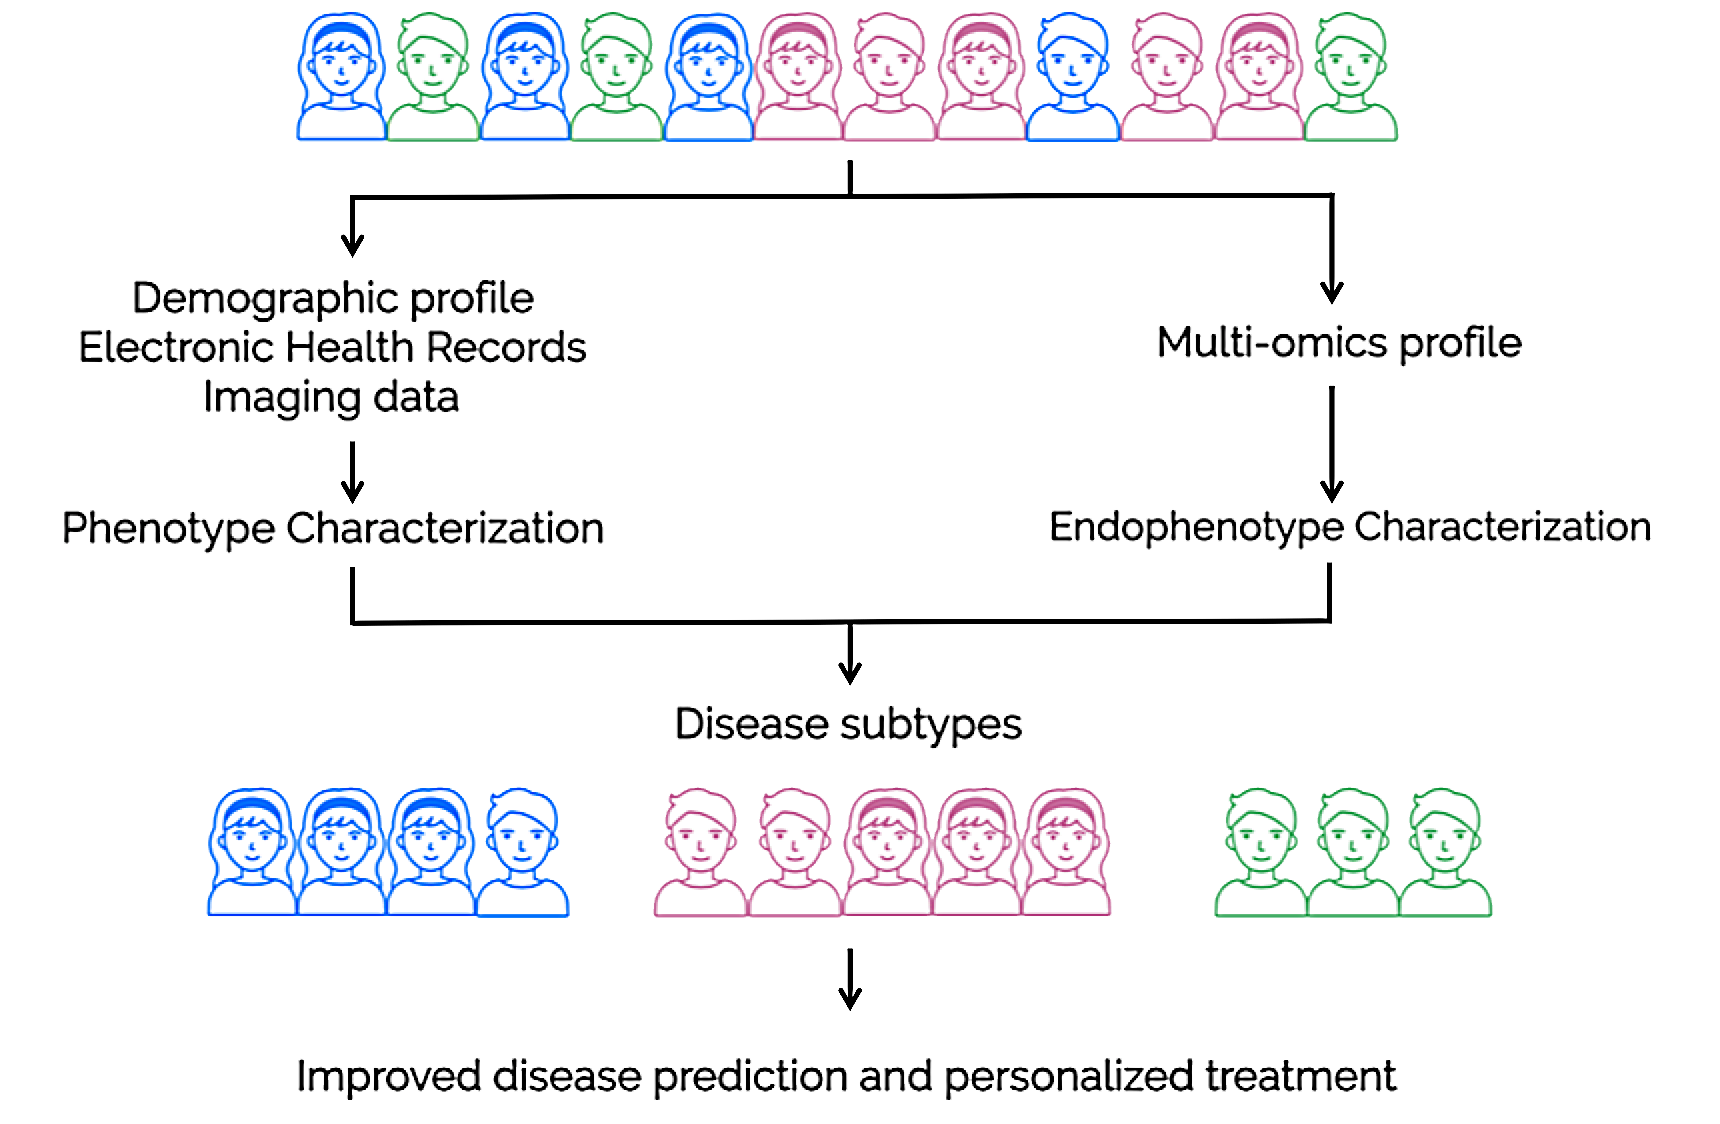 Demographic profile
Electronic Health Records
Imaging data
Multi-omics profile
Phenotype Characterization
Endophenotype Characterization
Disease subtypes
Improved disease prediction and personalized treatment